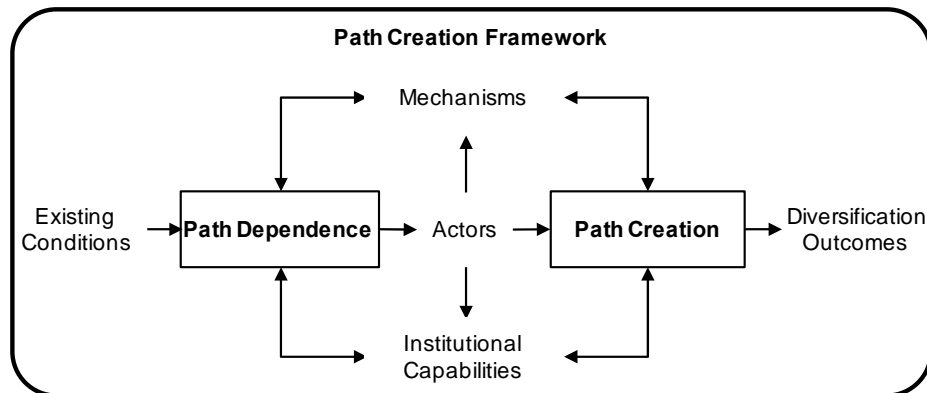 Path Creation Framework
Mechanisms
Existing
Conditions
Path Dependence
Actors
Path Creation
Diversification
Outcomes
Institutional
Capabilities